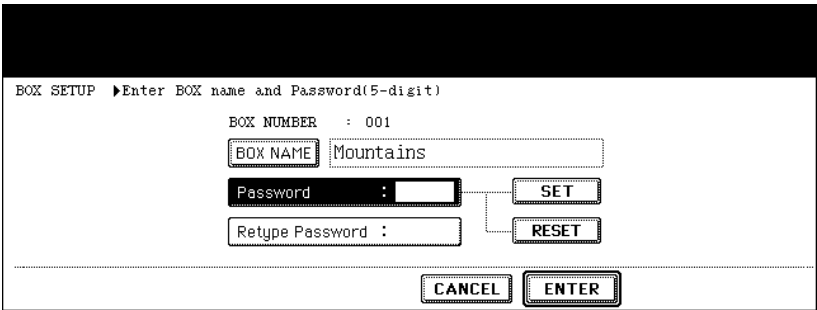 BOX SETUP ▶Enter BOX name and Password(5-digit)
BOX NUMBER : 001
BOX NAME Mountains
Password : SET
Retype Password : RESET
CANCEL ENTER